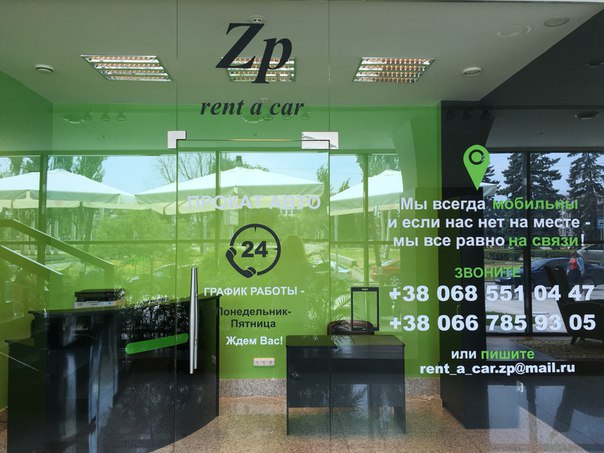 Zp
rent a car
ПРОКАТ АВТО
24
ГРАФИК РАБОТЫ -
Понедельник-
Пятница
Ждем Вас!
Мы всегда мобильны
и если нас нет на месте -
мы все равно на связи!
ЗВОНИТЕ
+38 068 551 04 47
+38 066 785 93 05
или пишите
rent_a_car.zp@mail.ru